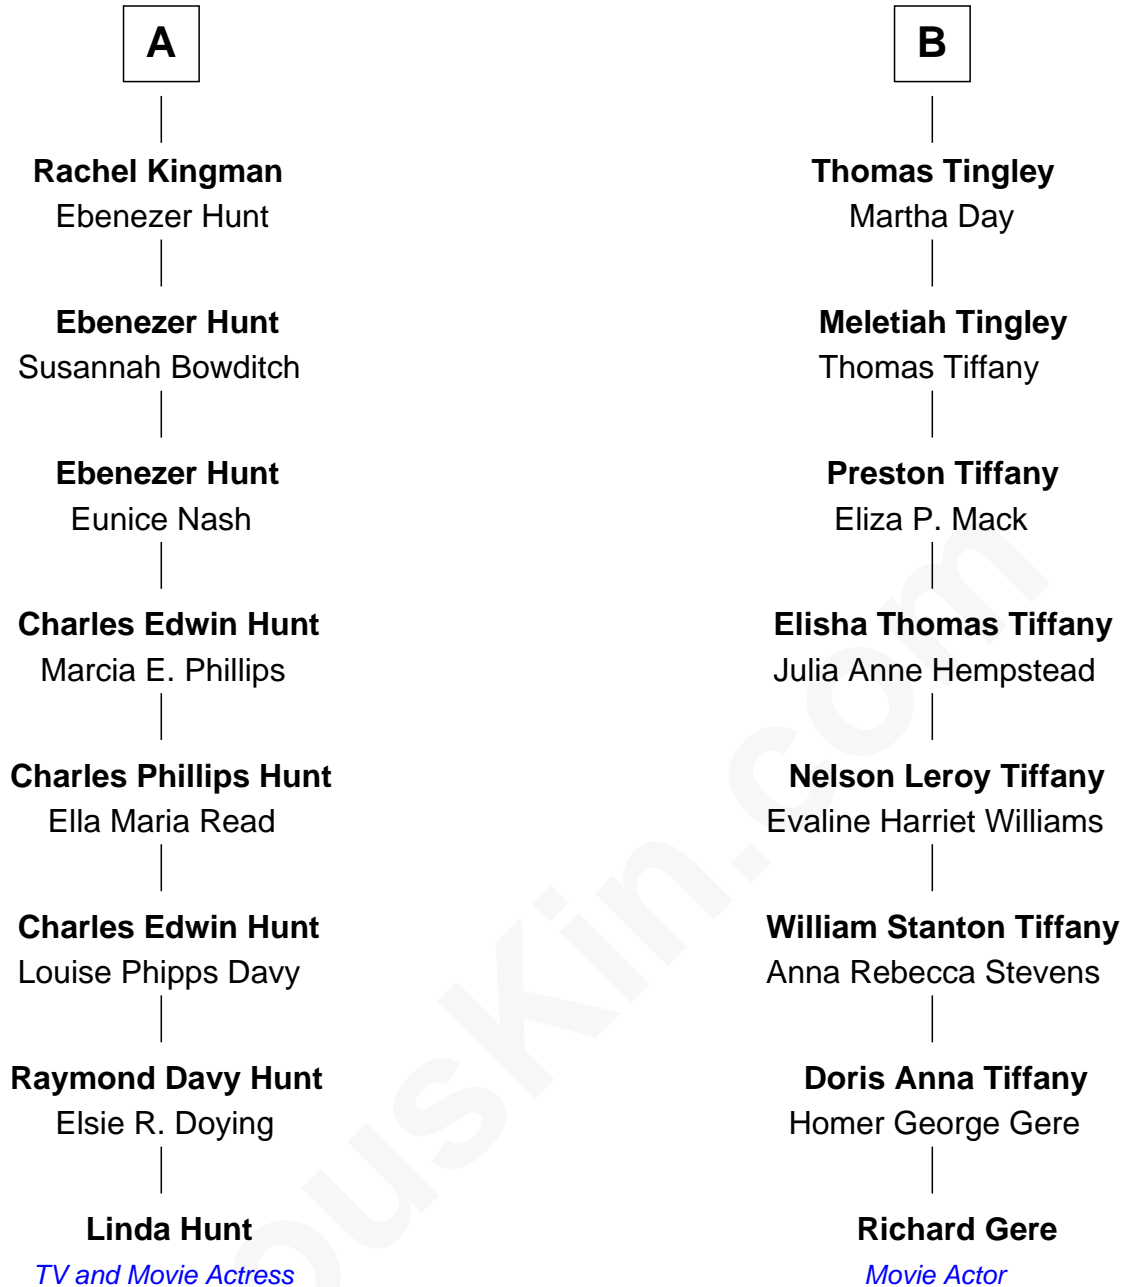 A
Rachel Kingman
Ebenezer Hunt
Ebenezer Hunt
Susannah Bowditch
Ebenezer Hunt
Eunice Nash
Charles Edwin Hunt
Marcia E. Phillips
Charles Phillips Hunt
Ella Maria Read
Charles Edwin Hunt
Louise Phipps Davy
Raymond Davy Hunt
Elsie R. Doying
Linda Hunt
TV and Movie Actress
B
Thomas Tingley
Martha Day
Meletiah Tingley
Thomas Tiffany
Preston Tiffany
Eliza P. Mack
Elisha Thomas Tiffany
Julia Anne Hempstead
Nelson Leroy Tiffany
Evaline Harriet Williams
William Stanton Tiffany
Anna Rebecca Stevens
Doris Anna Tiffany
Homer George Gere
Richard Gere
Movie Actor
ousKin.com